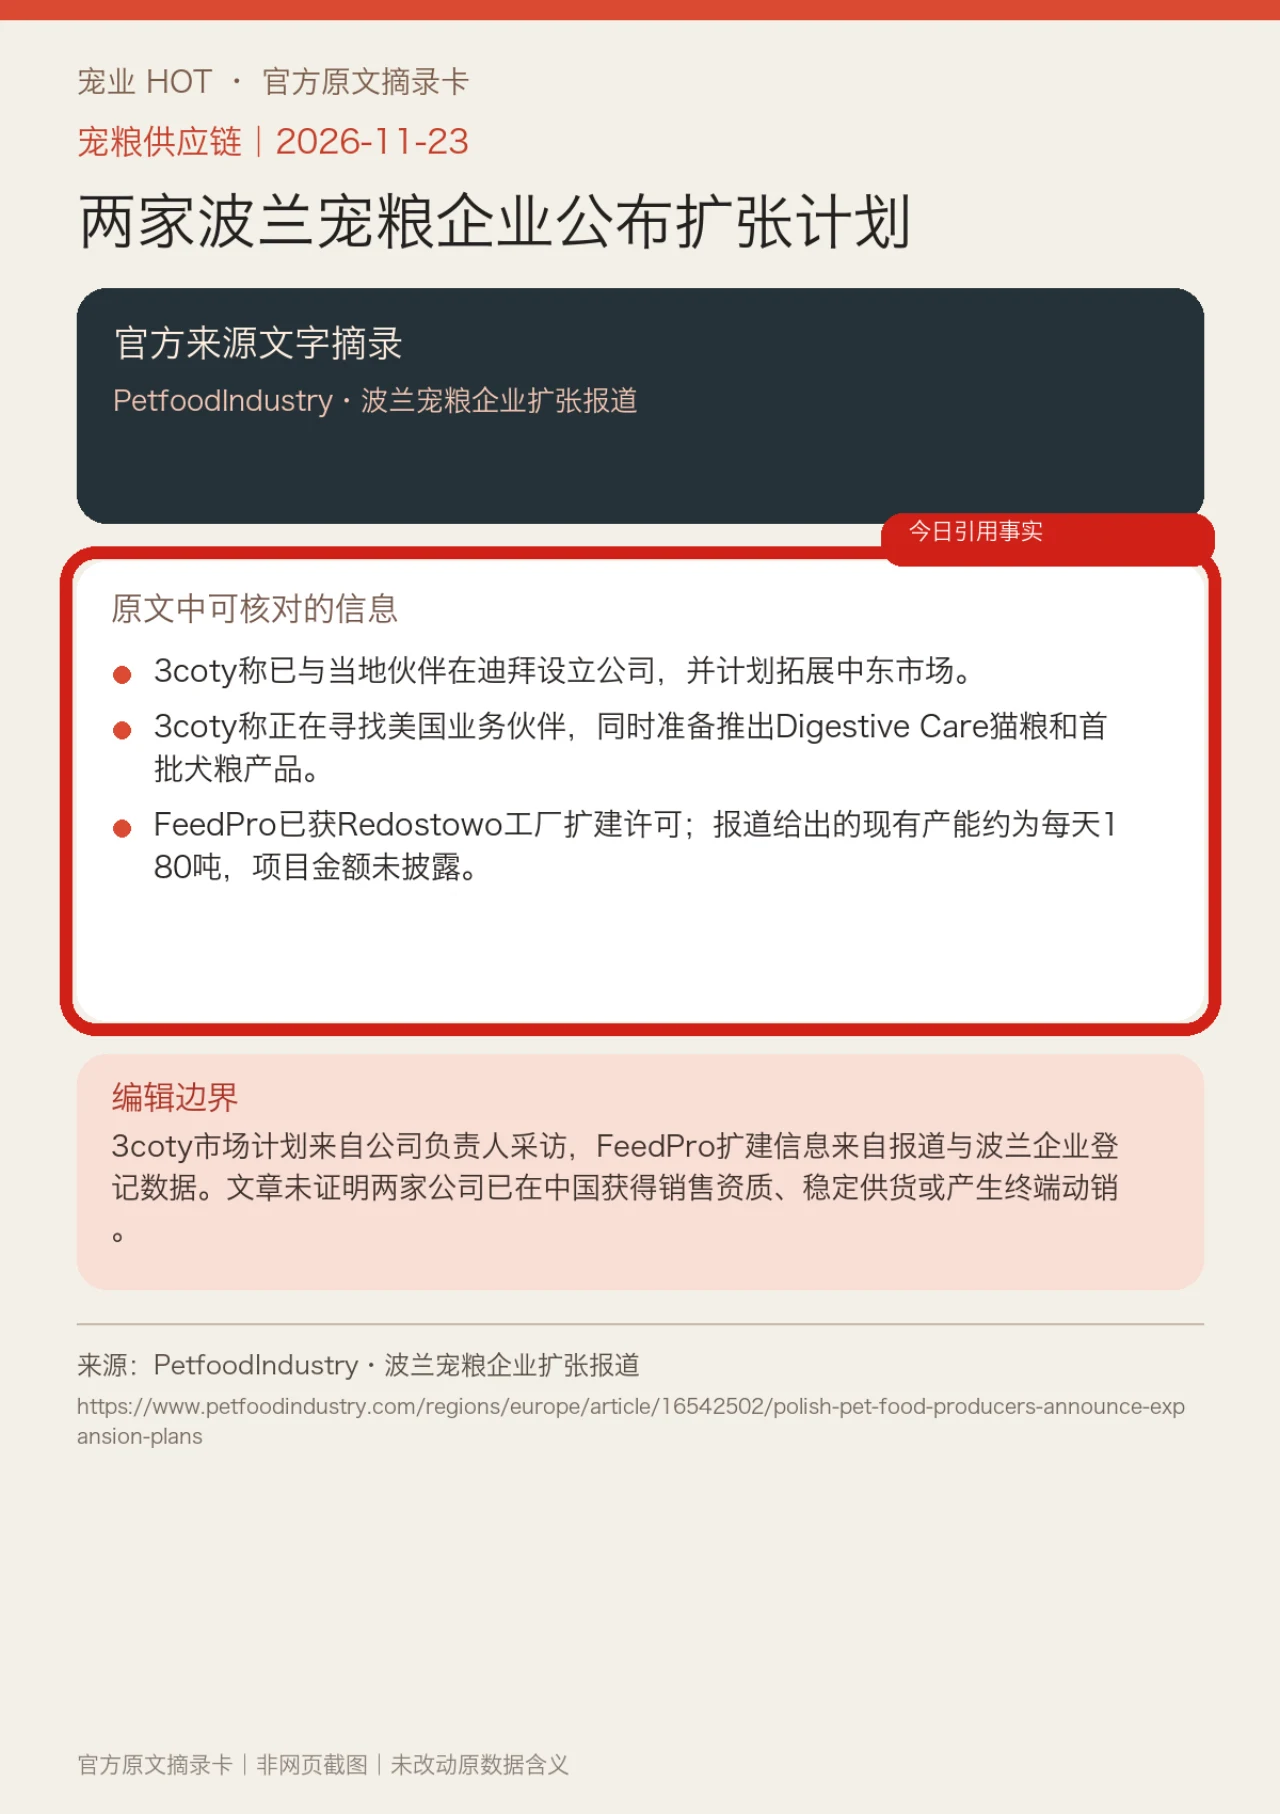 宠业 HOT · 官方原文摘录卡
宠粮供应链｜2026-11-23
两家波兰宠粮企业公布扩张计划
官方来源文字摘录
PetfoodIndustry · 波兰宠粮企业扩张报道
今日引用事实
原文中可核对的信息
3coty称已与当地伙伴在迪拜设立公司，并计划拓展中东市场。
3coty称正在寻找美国业务伙伴，同时准备推出Digestive Care猫粮和首
批犬粮产品。
FeedPro已获Redostowo工厂扩建许可；报道给出的现有产能约为每天1
80吨，项目金额未披露。
编辑边界
3coty市场计划来自公司负责人采访，FeedPro扩建信息来自报道与波兰企业登
记数据。文章未证明两家公司已在中国获得销售资质、稳定供货或产生终端动销
。
来源：PetfoodIndustry · 波兰宠粮企业扩张报道
https://www.petfoodindustry.com/regions/europe/article/16542502/polish-pet-food-producers-announce-exp
ansion-plans
官方原文摘录卡｜非网页截图｜未改动原数据含义